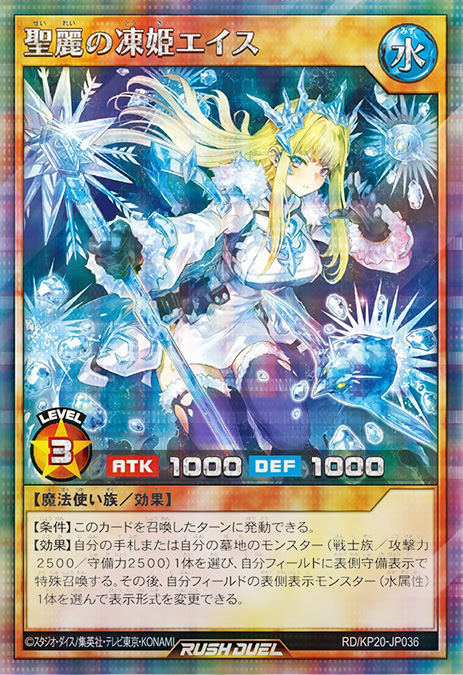 聖麗の凍姫エイス
水
LEVEL
3
ATK 1000 DEF 1000
【魔法使い族/効果】
【条件】このカードを召喚したターンに発動できる。
【効果】自分の手札または自分の墓地のモンスター(戦士族/攻撃力
2500/守備力2500)1体を選び、自分フィールドに表側守備表示で
特殊召喚する。その後、自分フィールドの表側表示モンスター(水属性)
1体を選んで表示形式を変更できる。
©スタジオ・ダイス/集英社・テレビ東京・KONAMI
RUSH DUEL
RD/KP20-JP036